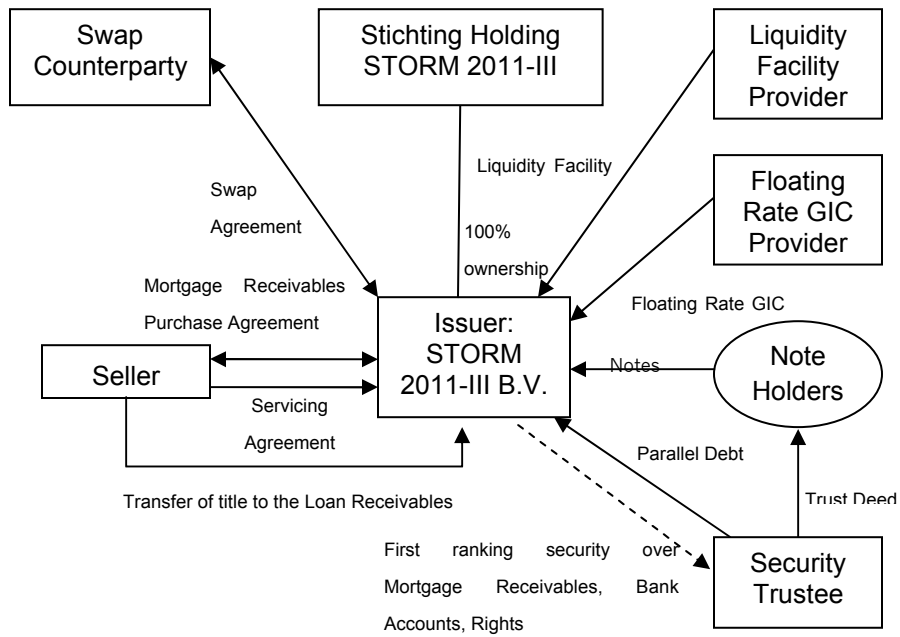 Swap
Counterparty
Stichting Holding
STORM 2011-III
Liquidity
Facility
Provider
Liquidity Facility
Swap
Agreement
Floating
Rate GIC
Provider
100%
ownership
Mortgage Receivables
Purchase Agreement
Floating Rate GIC
Issuer:
STORM
2011-III B.V.
Seller
Notes
Note
Holders
Servicing
Agreement
Parallel Debt
Transfer of title to the Loan Receivables
Trust Deed
First ranking security over
Mortgage Receivables, Bank
Accounts, Rights
Security
Trustee